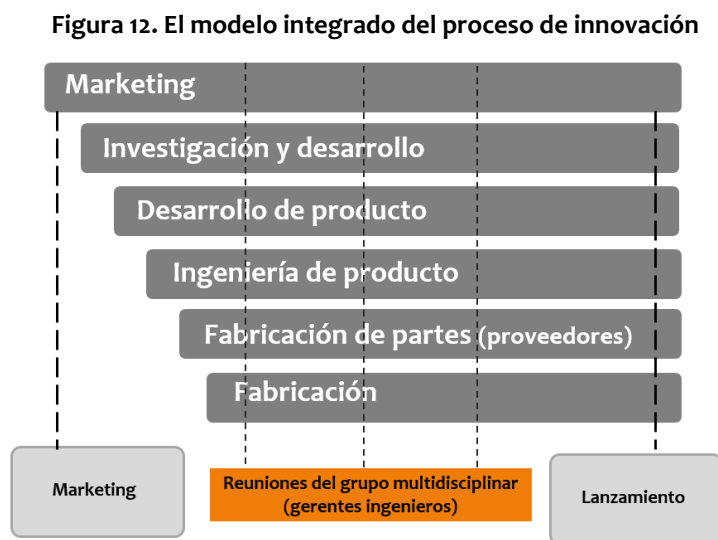 Figura 12. El modelo integrado del proceso de innovación
Marketing
Investigación y desarrollo
Desarrollo de producto
Ingeniería de producto
Fabricación de partes (proveedores)
Fabricación
Marketing
Reuniones del grupo multidisciplinar
(gerentes ingenieros)
Lanzamiento